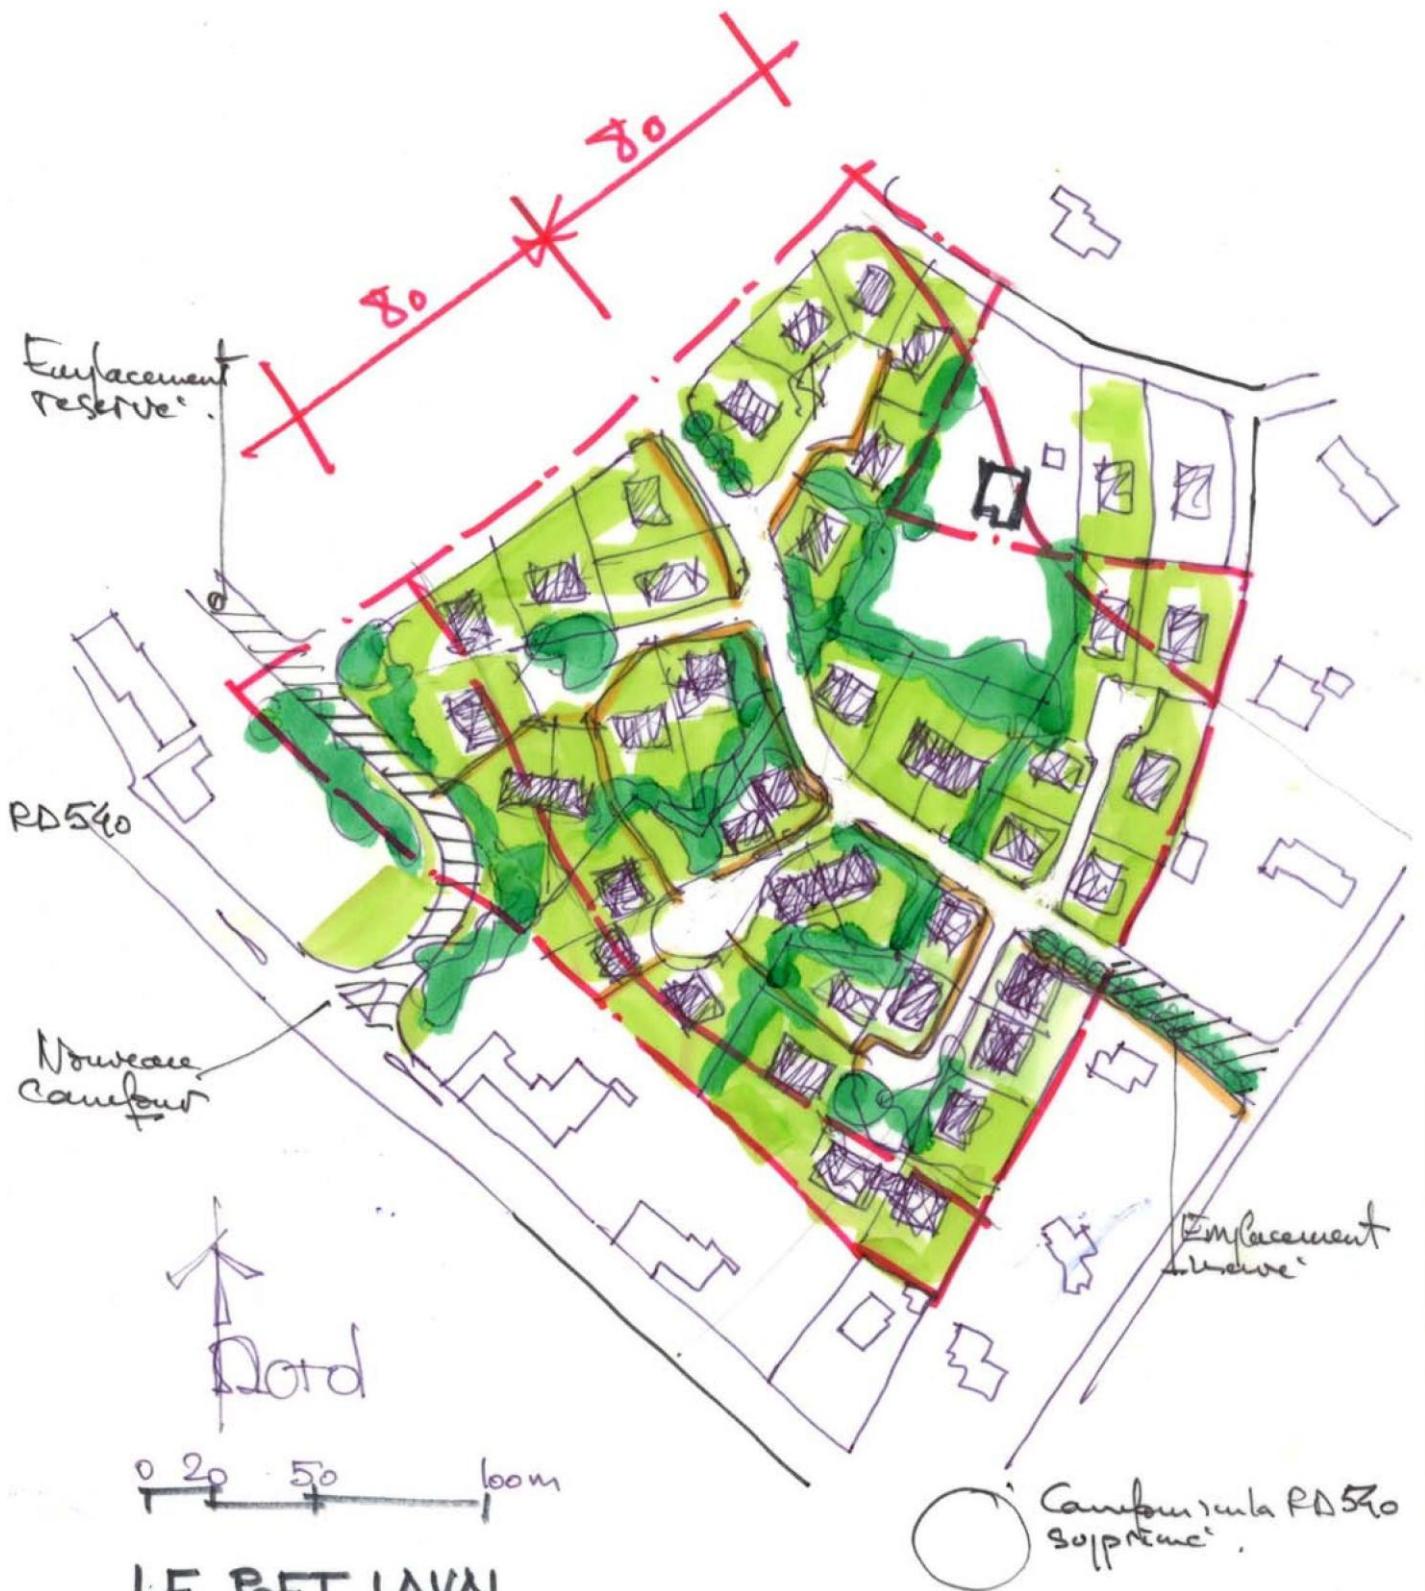 80
80
Emplacement
réservé.
RD540
Nouveau
Carrefour
Emplacement
réservé
Nord
0 20 50 100m
Carrefour sur la RD540
supprimé.
LE POET LAVAL